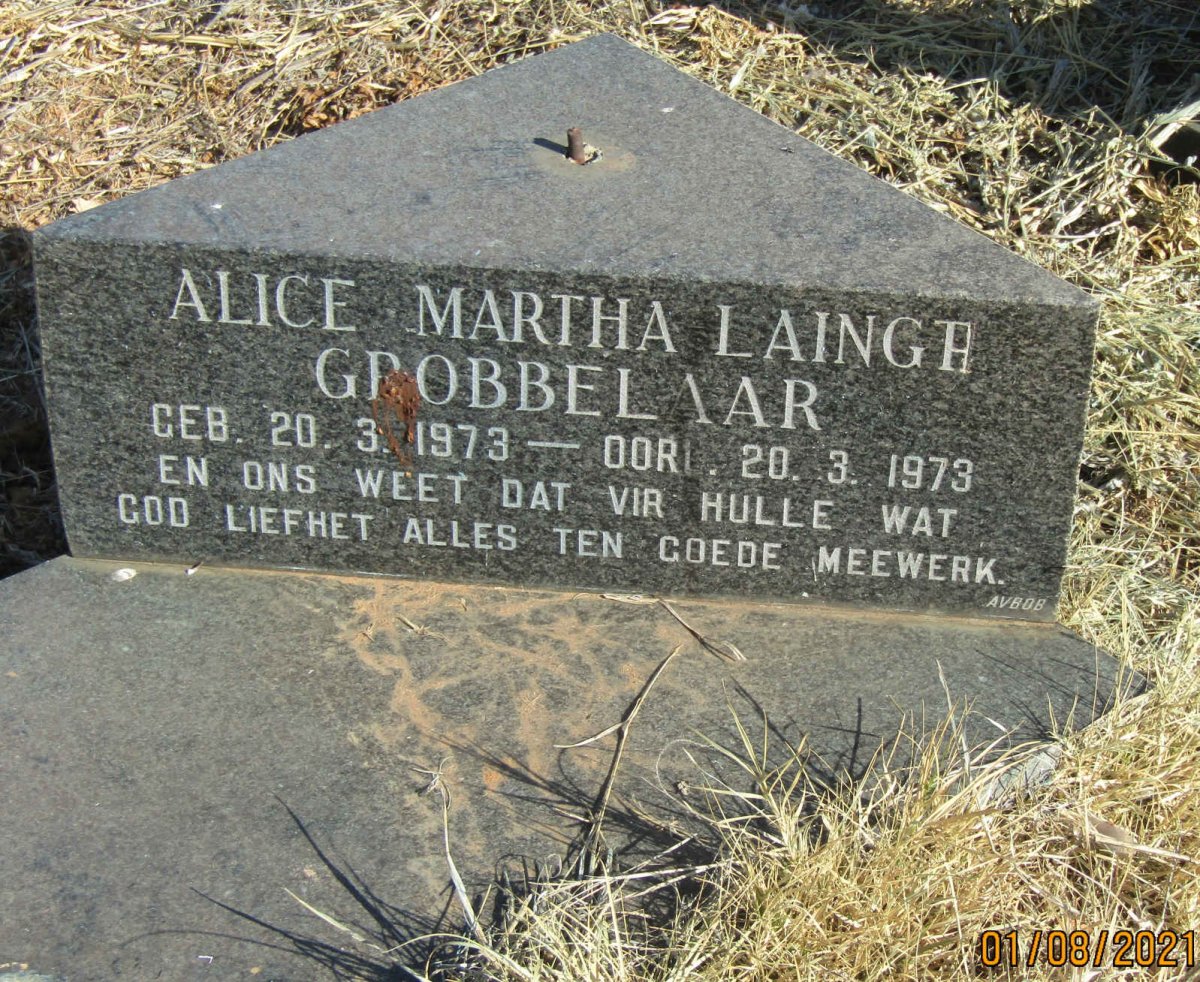 ALICE MARTHA LAINGH
GROBBELAAR
GEB. 20. 3. 1973 — OORL. 20. 3. 1973
EN ONS WEET DAT VIR HULLE WAT
GOD LIEFHET ALLES TEN GOEDE MEEWERK.
AVBOB
01/08/2021